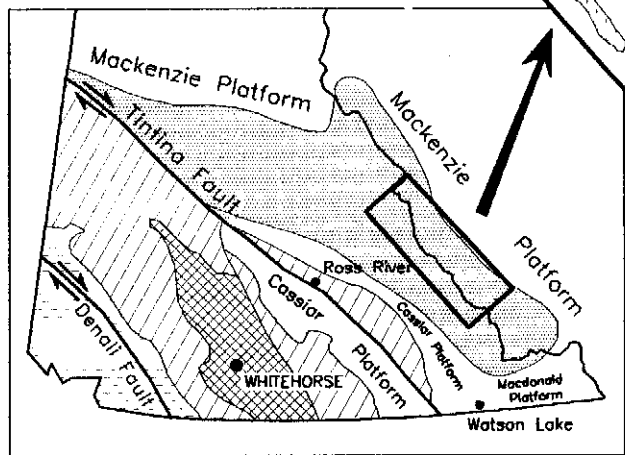 Mackenzie Platform
Mackenzie
Platform
Tintina Fault
Ross River
Cassiar
Platform
Cassiar Platform
Denali Fault
WHITEHORSE
Macdonald
Platform
Watson Lake